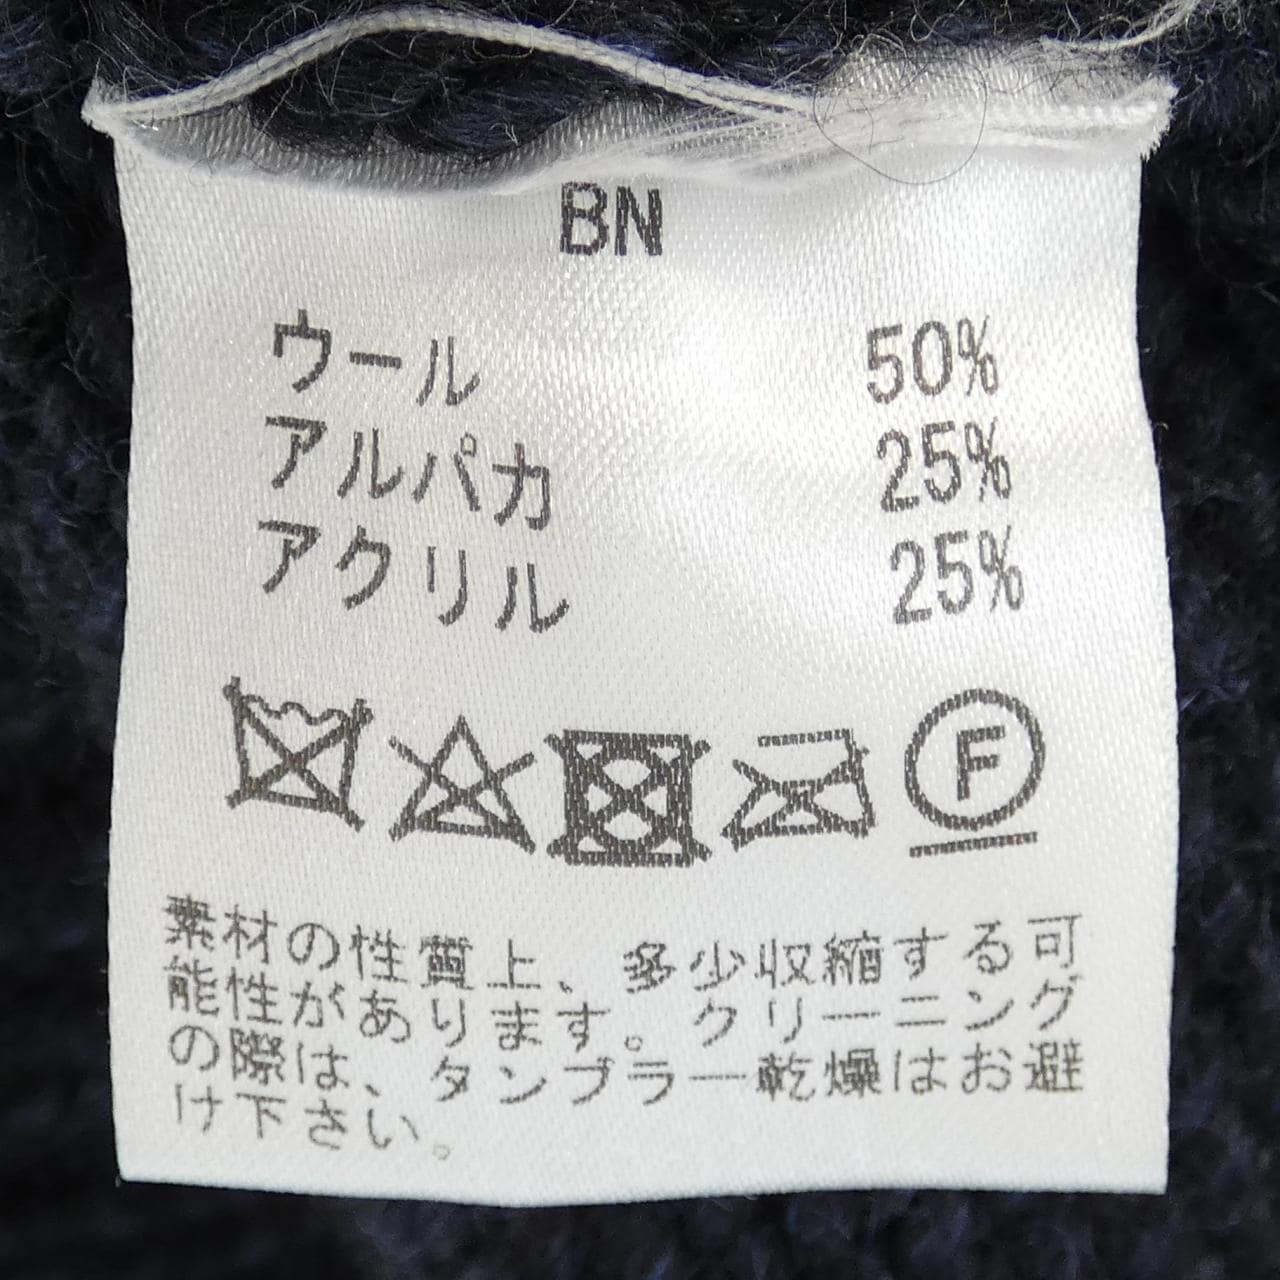 BN
ウール 50%
アルパカ 25%
アクリル 25%
F
素材の性質上、多少収縮する可
能性があります。クリーニング
の際は、タンブラー乾燥はお避
け下さい。